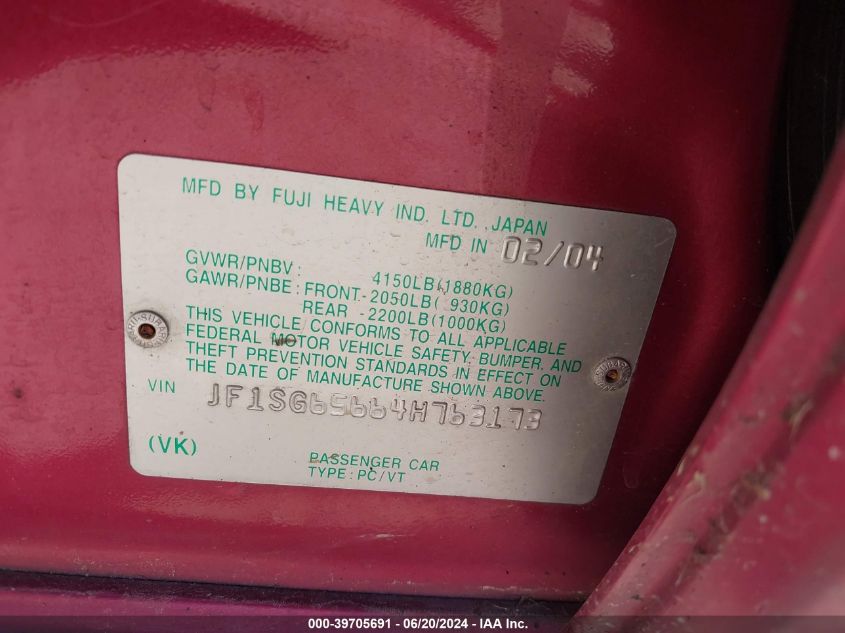 MFD BY FUJI HEAVY IND. LTD. JAPAN
MFD IN 02/04
GVWR/PNBV: 4150LB(1880KG)
GAWR/PNBE: FRONT-2050LB( 930KG)
REAR -2200LB(1000KG)
THIS VEHICLE CONFORMS TO ALL APPLICABLE
FEDERAL MOTOR VEHICLE SAFETY, BUMPER, AND
THEFT PREVENTION STANDARDS IN EFFECT ON
THE DATE OF MANUFACTURE SHOWN ABOVE.
VIN JF1SG65664H763173
(VK)
PASSENGER CAR
TYPE: PC/VT
000-39705691 - 06/20/2024 - IAA Inc.